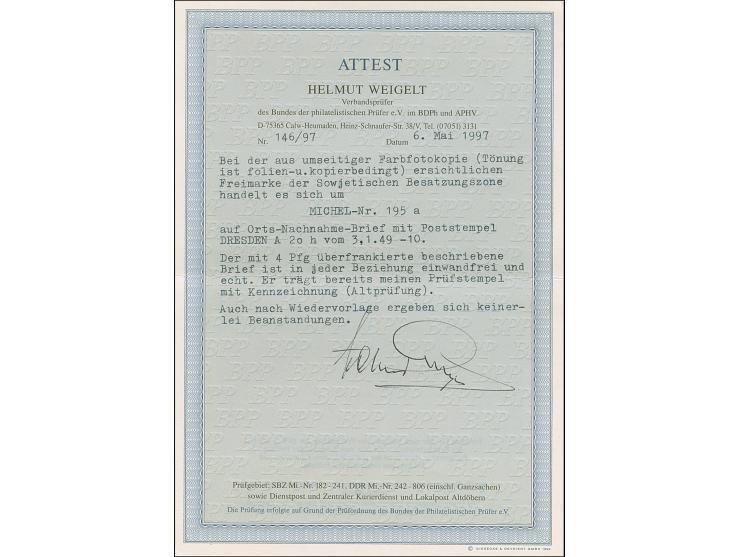 ATTEST
HELMUT WEIGELT
Verbandsprüfer
des Bundes der philatelistischen Prüfer e.V. im BDPh und APHV
D-75365 Calw-Heumaden, Heinz-Schnaufer-Str. 38/V, Tel. (07051) 3131
Nr. 146/97 Datum 6. Mai 1997
Bei der aus umseitiger Farbfotokopie (Tönung
ist folien-u.kopierbedingt) ersichtlichen
Freimarke der Sowjetischen Besatzungszone
handelt es sich um
MICHEL-Nr. 195 a
auf Orts-Nachnahme-Brief mit Poststempel
DRESDEN A 2o h vom 3,1.49 -10.
Der mit 4 Pfg überfrankierte beschriebene
Brief ist in jeder Beziehung einwandfrei und
echt. Er trägt bereits meinen Prüfstempel
mit Kennzeichnung (Altprüfung).
Auch nach Wiedervorlage ergeben sich keiner-
lei Beanstandungen.
Prüfgebiet: SBZ Mi.-Nr. 182 - 241, DDR Mi.-Nr. 242 - 806 (einschl. Ganzsachen)
sowie Dienstpost und Zentraler Kurierdienst und Lokalpost Altdöbern
Die Prüfung erfolgte auf Grund der Prüfordnung des Bundes der Philatelistischen Prüfer e.V.